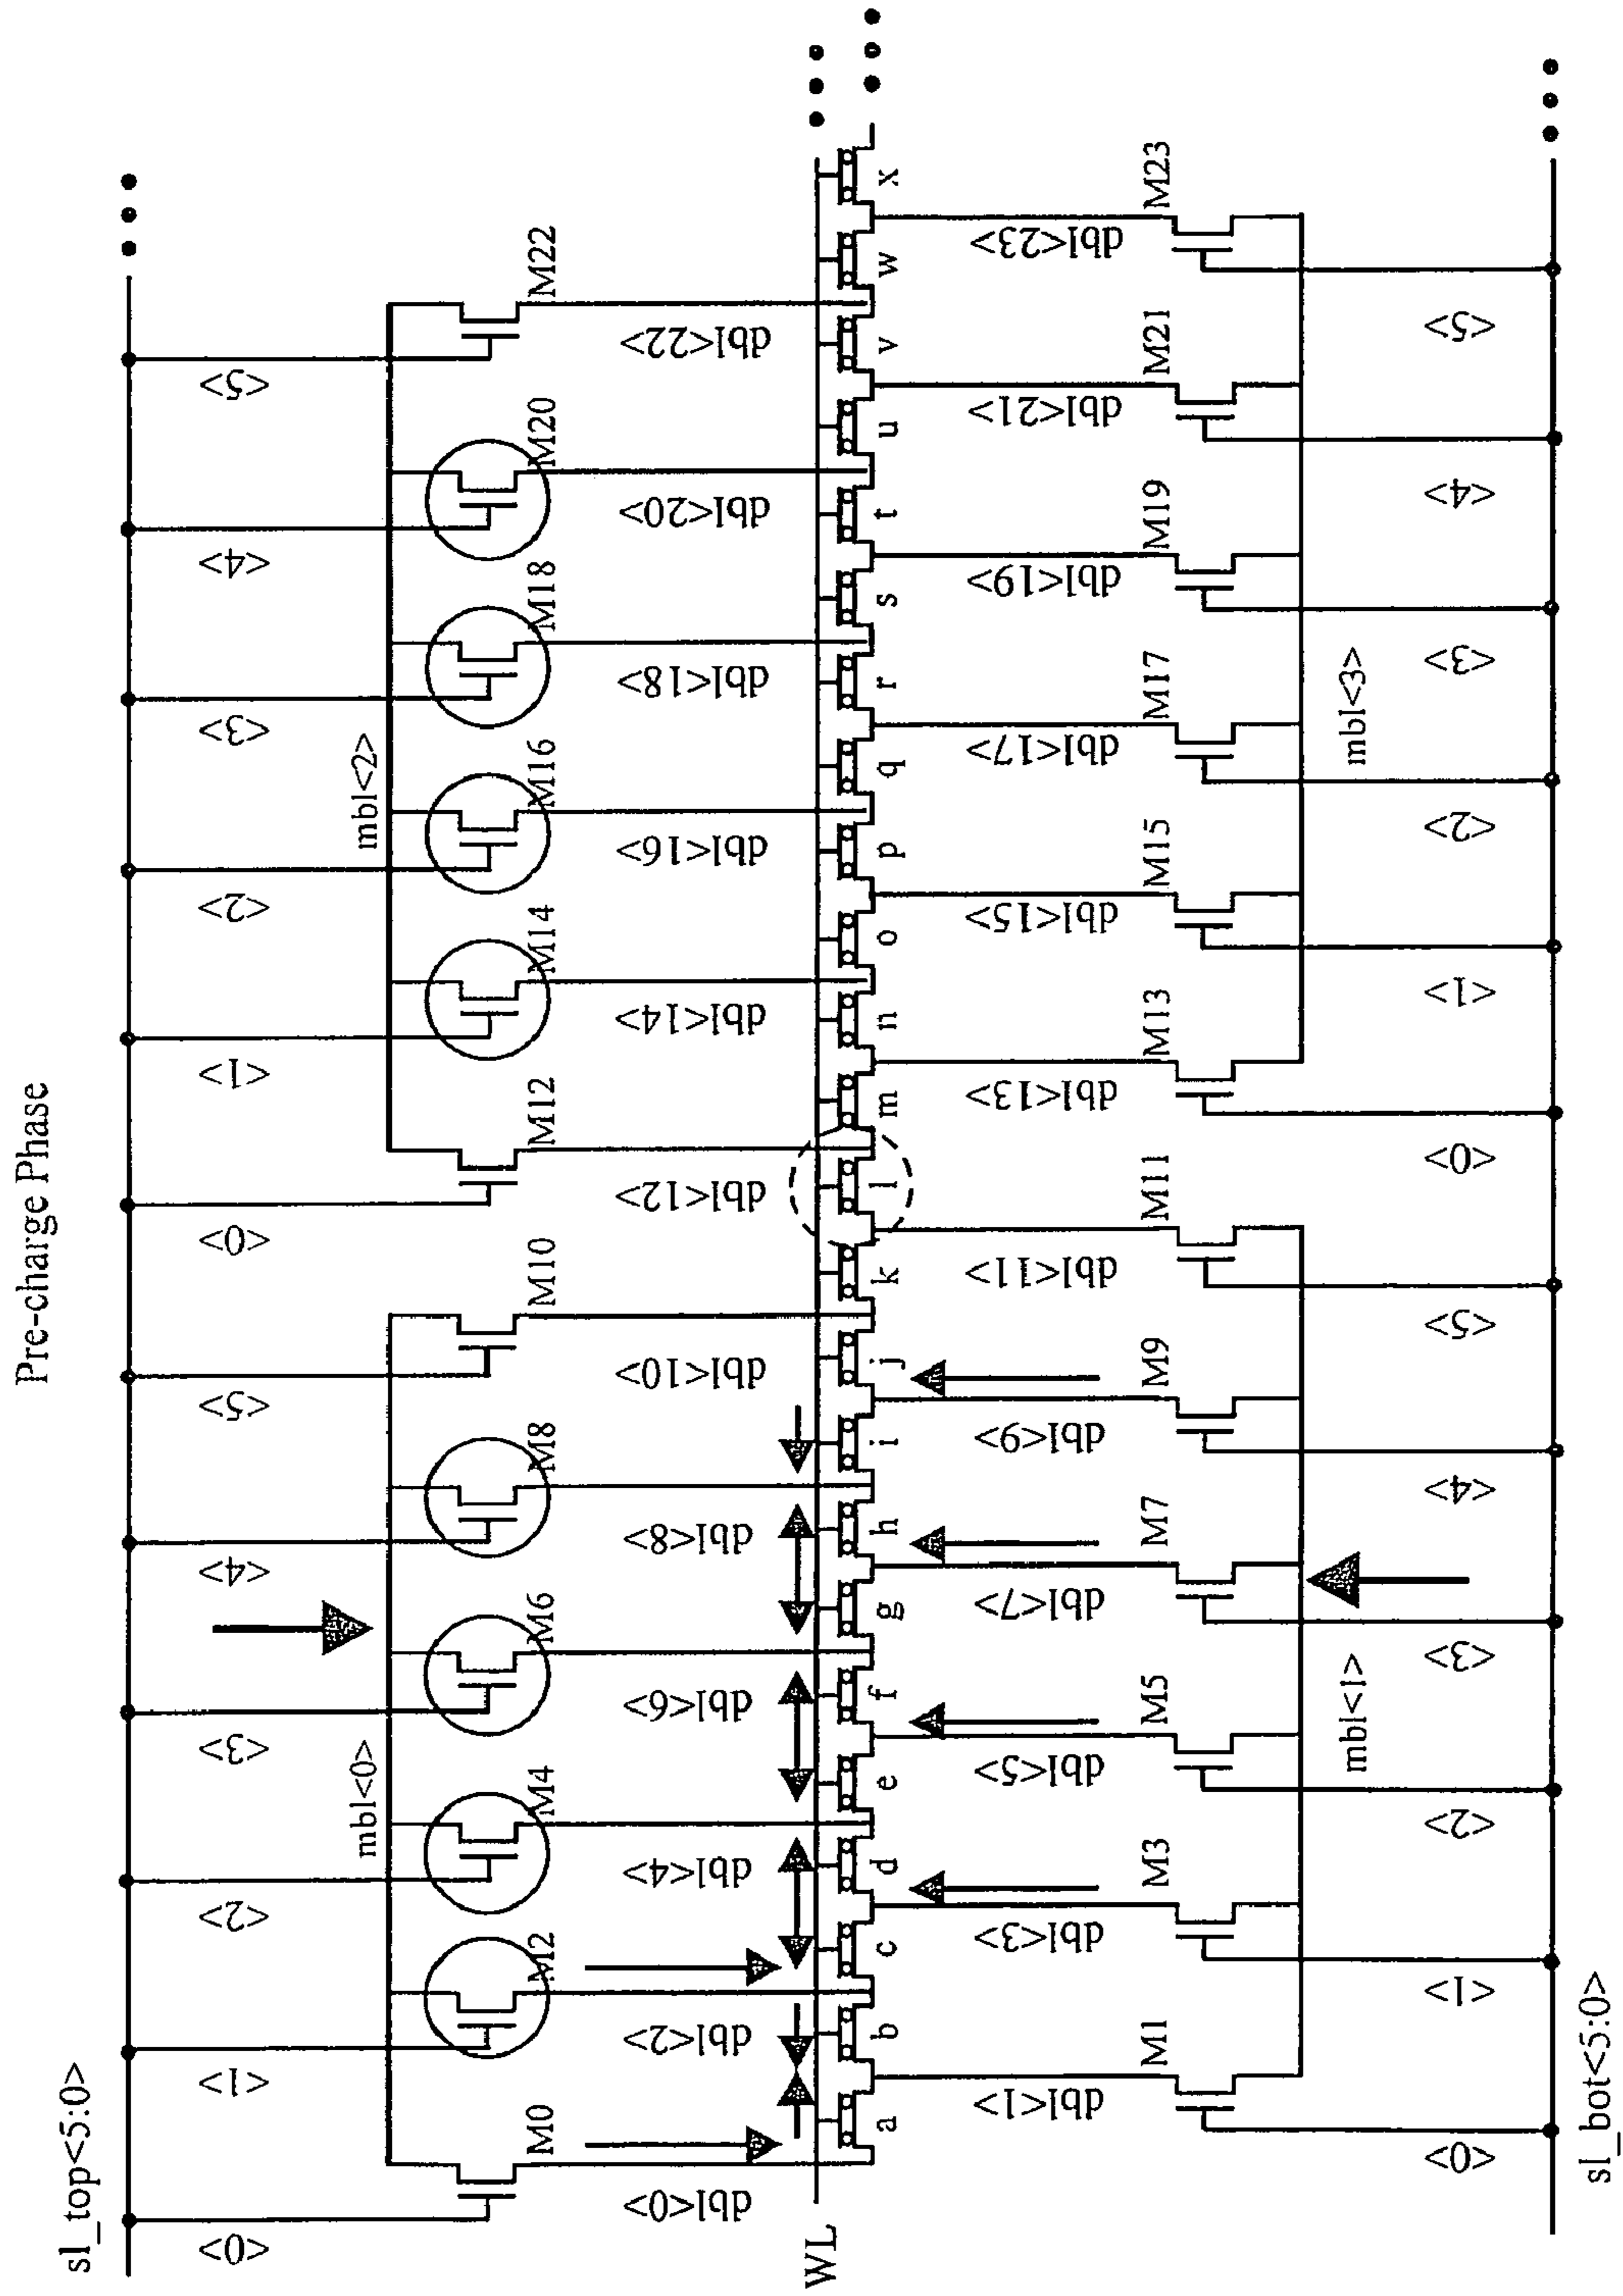 Pre-charge Phase
sl_top<5:0>
<0>
<1>
<2>
<3>
<4>
<5>
<0>
<1>
<2>
<3>
<4>
<5>
mbl<0>
mbl<2>
M0
M2
M4
M6
M8
M10
M12
M14
M16
M18
M20
M22
dbl<0>
dbl<2>
dbl<4>
dbl<6>
dbl<8>
dbl<10>
dbl<12>
dbl<14>
dbl<16>
dbl<18>
dbl<20>
dbl<22>
WL
a
b
c
d
e
f
g
h
i
j
k
l
m
n
o
p
q
r
s
t
u
v
w
x
dbl<1>
dbl<3>
dbl<5>
dbl<7>
dbl<9>
dbl<11>
dbl<13>
dbl<15>
dbl<17>
dbl<19>
dbl<21>
dbl<23>
M1
M3
M5
M7
M9
M11
M13
M15
M17
M19
M21
M23
mbl<1>
mbl<3>
<0>
<1>
<2>
<3>
<4>
<5>
<0>
<1>
<2>
<3>
<4>
<5>
sl_bot<5:0>